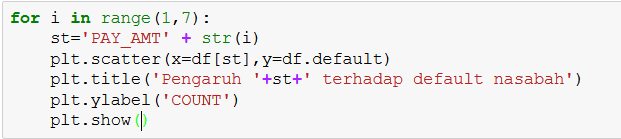 for i in range(1,7):
    st='PAY_AMT' + str(i)
    plt.scatter(x=df[st],y=df.default)
    plt.title('Pengaruh '+st+' terhadap default nasabah')
    plt.ylabel('COUNT')
    plt.show()